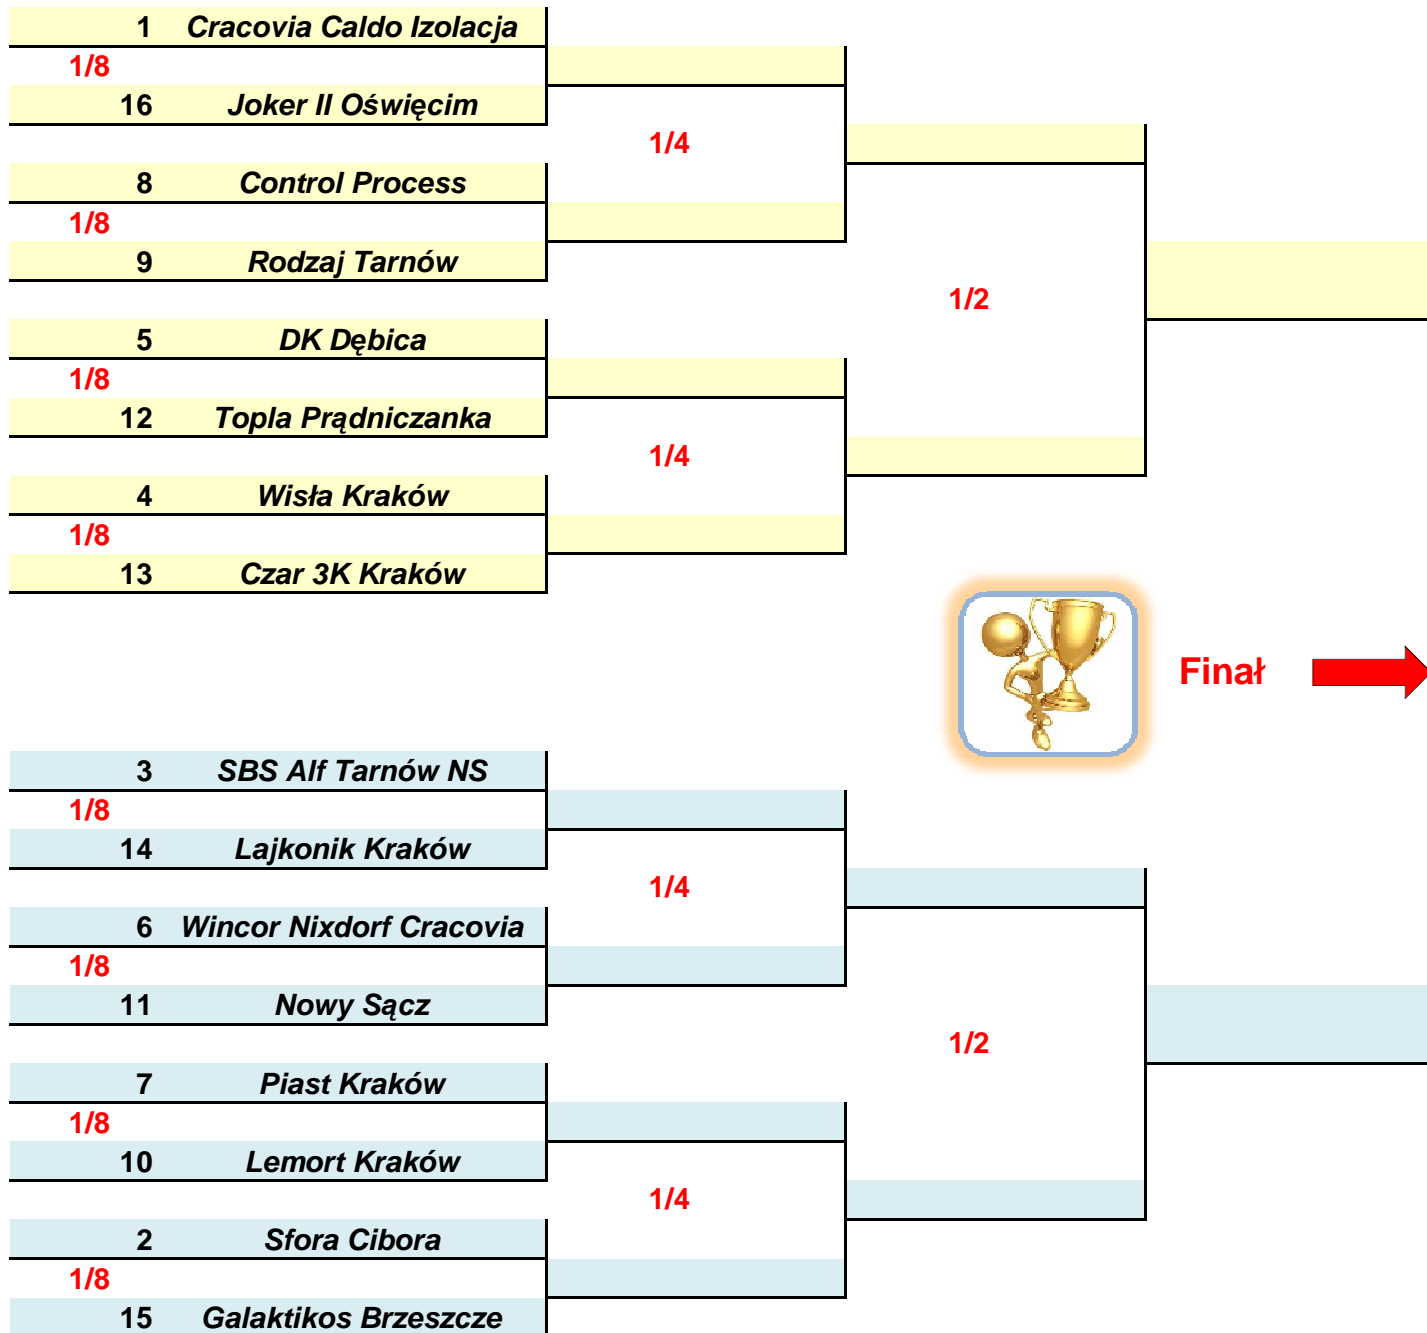 1 Cracovia Caldo Izolacja
1/8
16 Joker II Oświęcim
1/4
8 Control Process
1/8
9 Rodzaj Tarnów
1/2
5 DK Dębica
1/8
12 Topla Prądniczanka
1/4
4 Wisła Kraków
1/8
13 Czar 3K Kraków
Finał
3 SBS Alf Tarnów NS
1/8
14 Lajkonik Kraków
1/4
6 Wincor Nixdorf Cracovia
1/8
11 Nowy Sącz
1/2
7 Piast Kraków
1/8
10 Lemort Kraków
1/4
2 Sfora Cibora
1/8
15 Galaktikos Brzeszcze